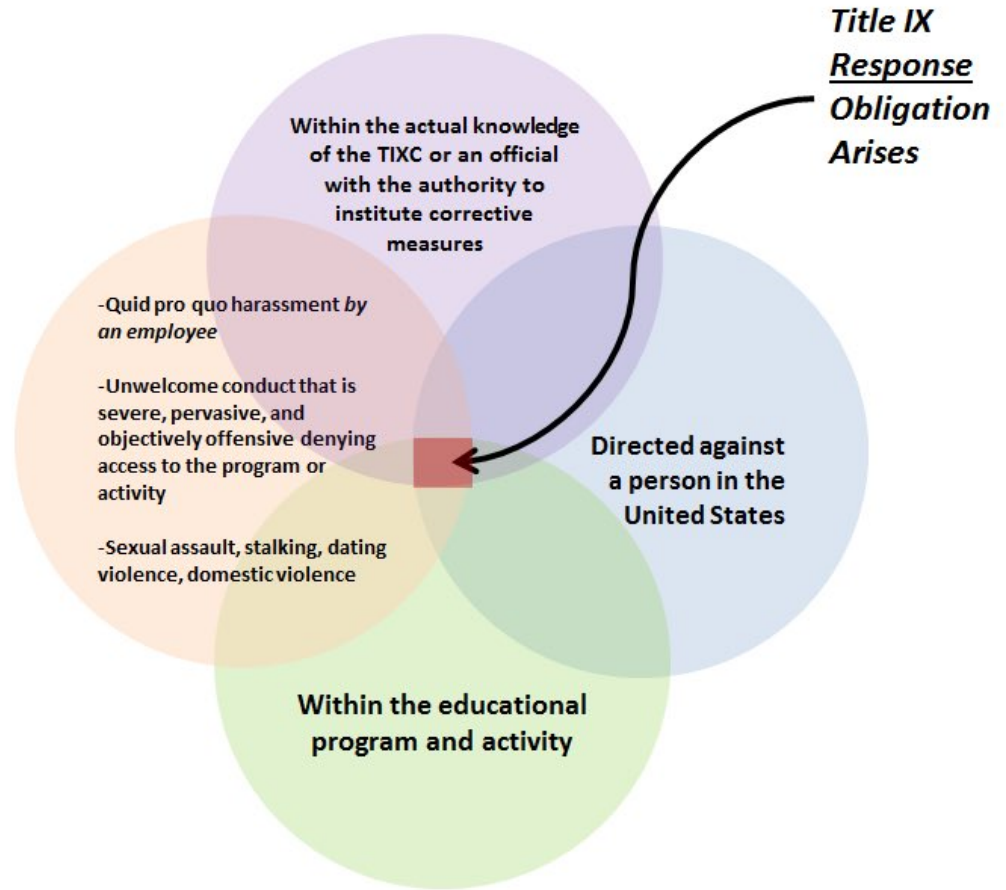 Title IX
Response
Obligation
Arises
Within the actual knowledge
of the TIXC or an official
with the authority to
institute corrective
measures
-Quid pro quo harassment by
an employee
-Unwelcome conduct that is
severe, pervasive, and
objectively offensive denying
access to the program or
activity
-Sexual assault, stalking, dating
violence, domestic violence
Directed against
a person in the
United States
Within the educational
program and activity